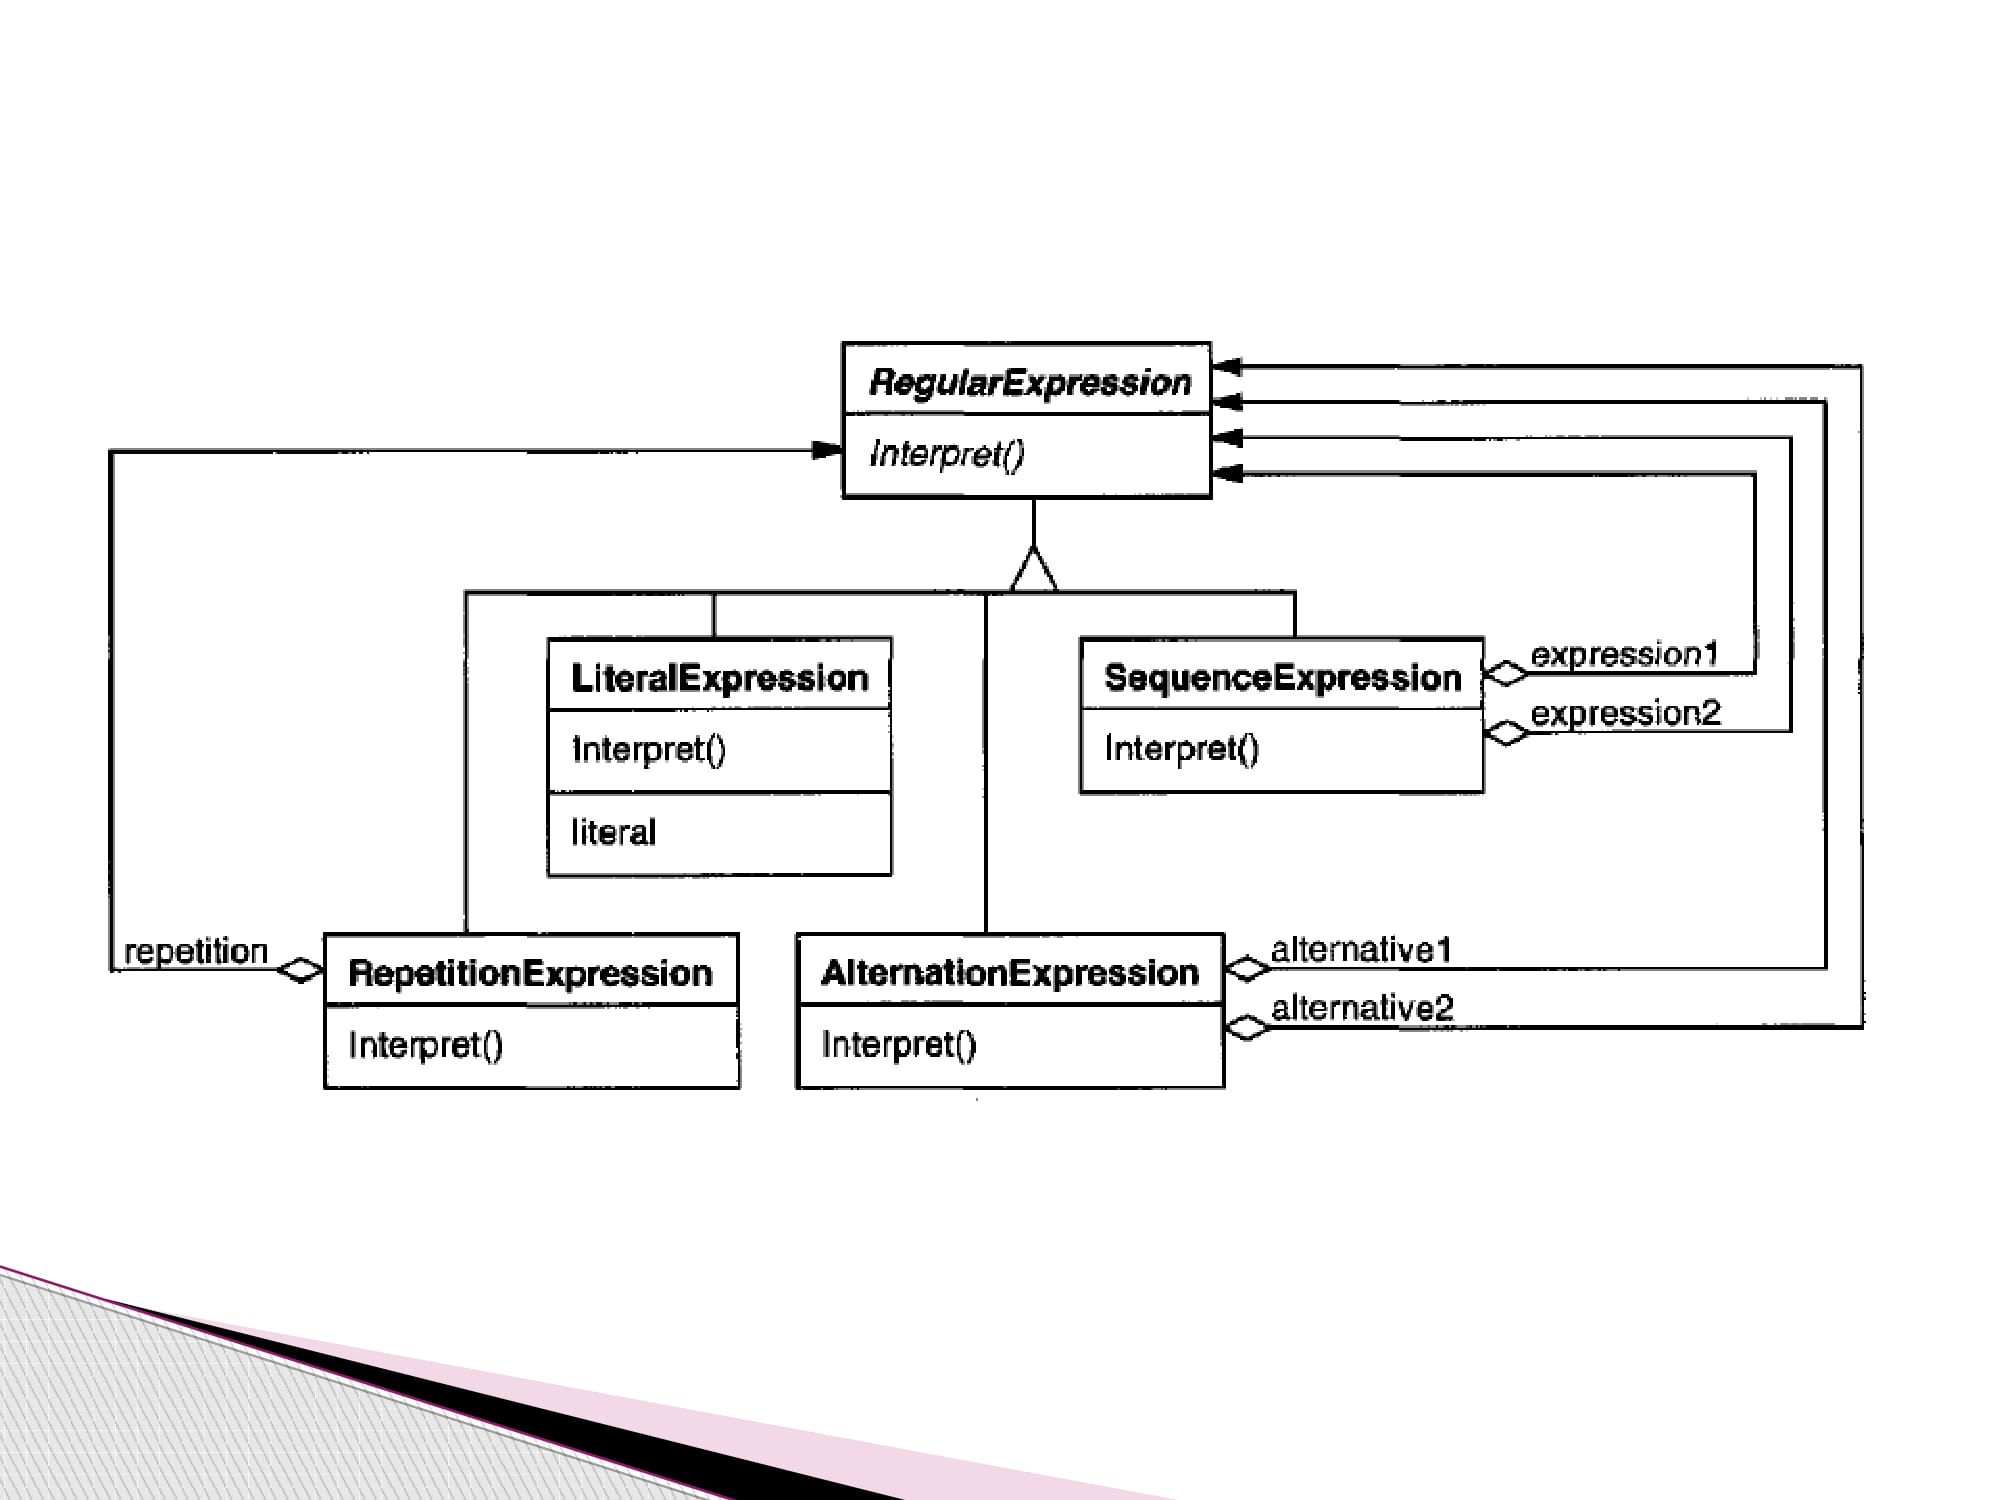 RegularExpression
Interpret()
LiteralExpression
Interpret()
literal
SequenceExpression
Interpret()
expression1
expression2
repetition
RepetitionExpression
Interpret()
AlternationExpression
Interpret()
alternative1
alternative2